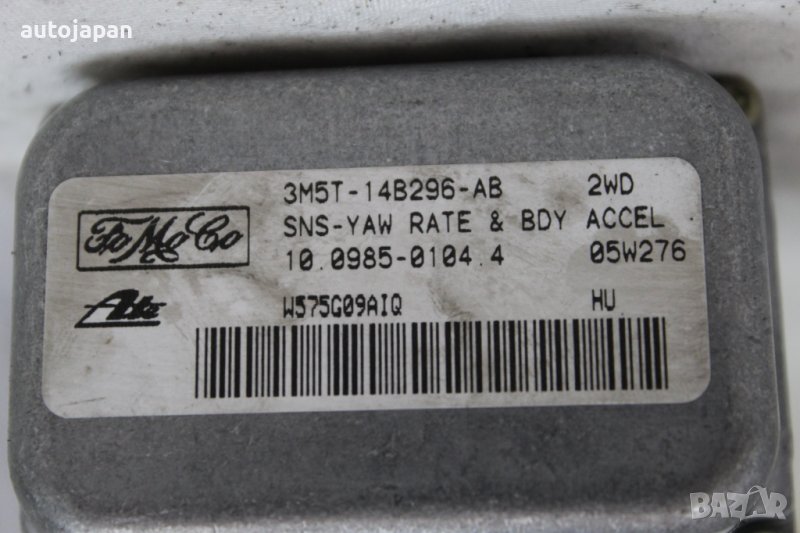 autojapan
3M5T-14B296-AB 2WD
SNS-YAW RATE & BDY ACCEL
FoMoCo
10.0985-0104.4 05W276
Ate
W575G09AIQ HU
BAZAR